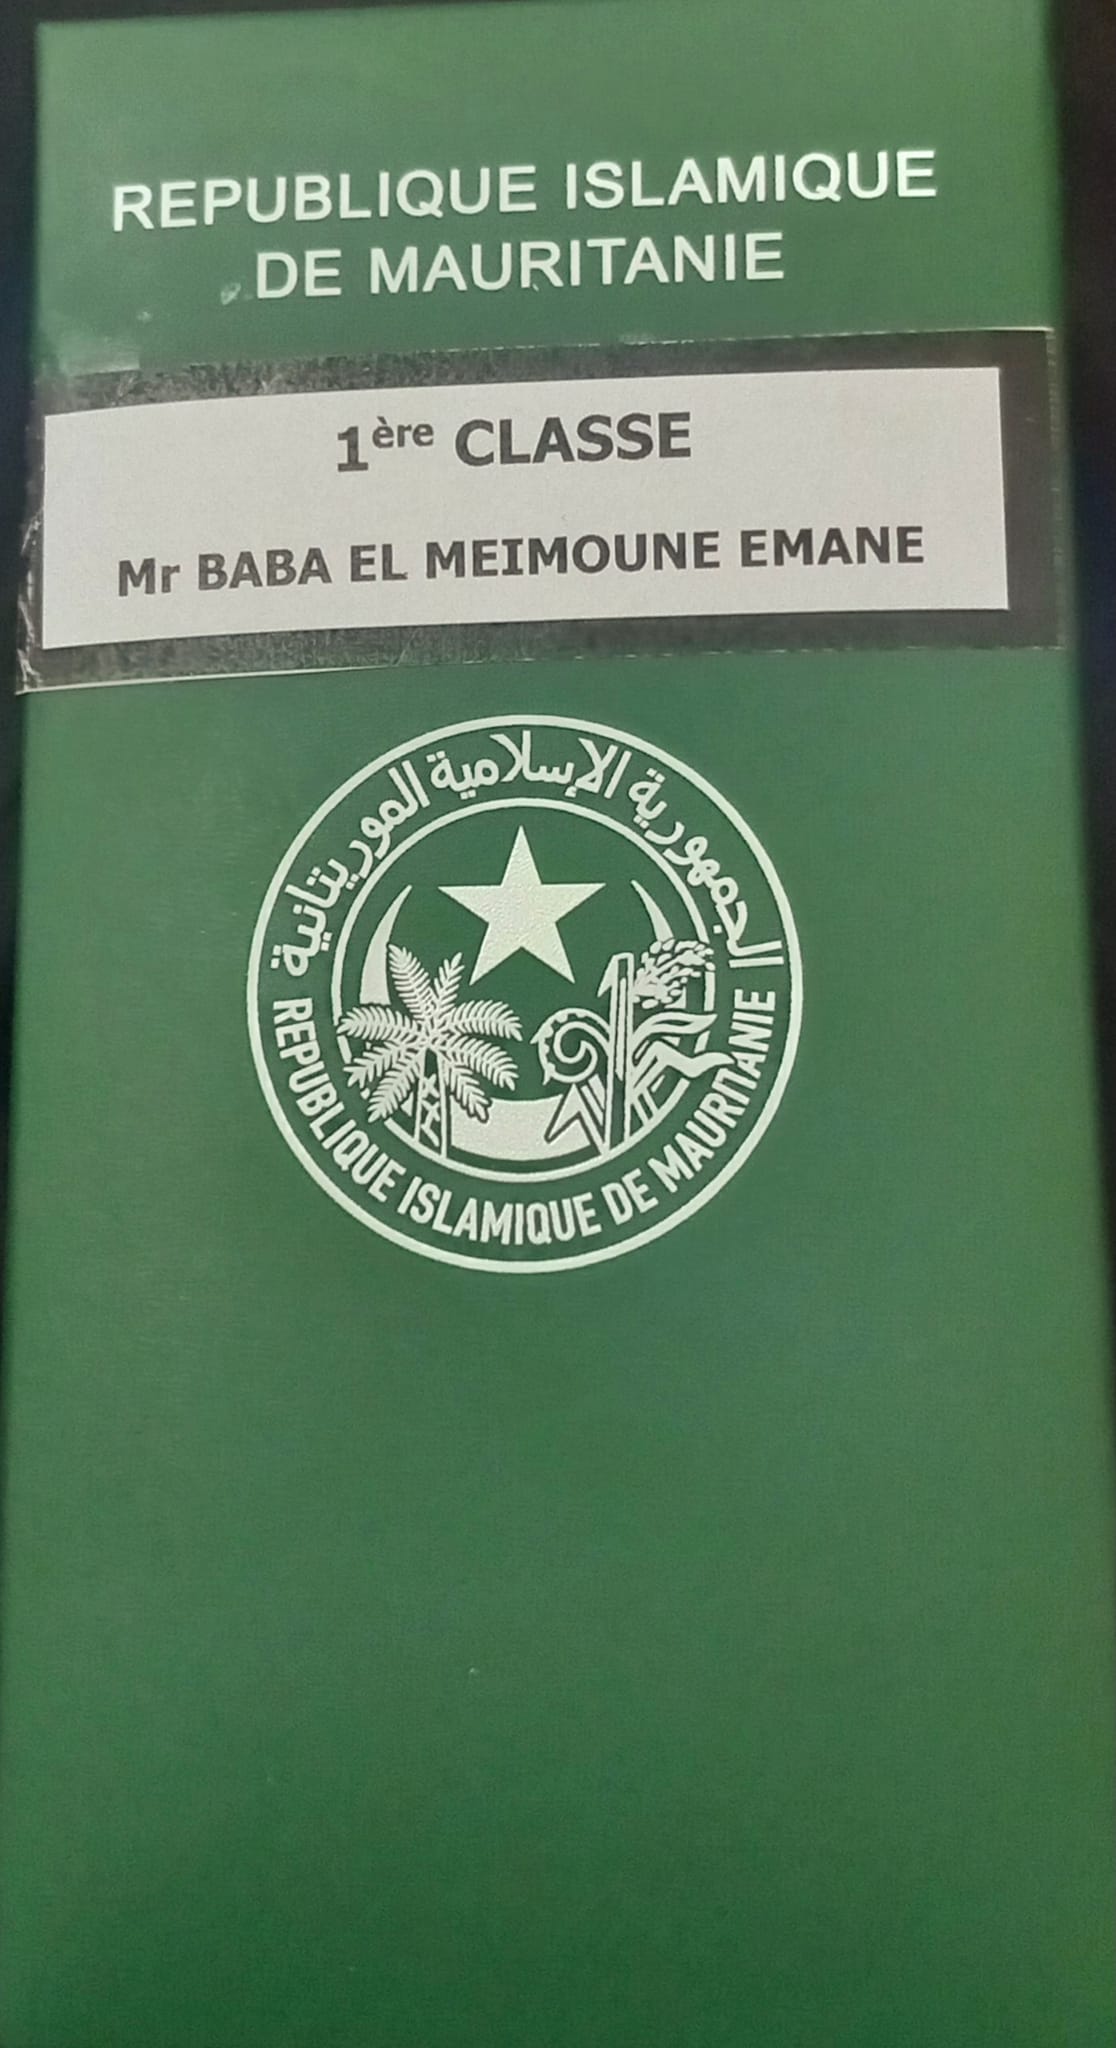 REPUBLIQUE ISLAMIQUE
DE MAURITANIE
1ère CLASSE
Mr BABA EL MEIMOUNE EMANE
الجمهورية الإسلامية الموريتانية
REPUBLIQUE ISLAMIQUE DE MAURITANIE